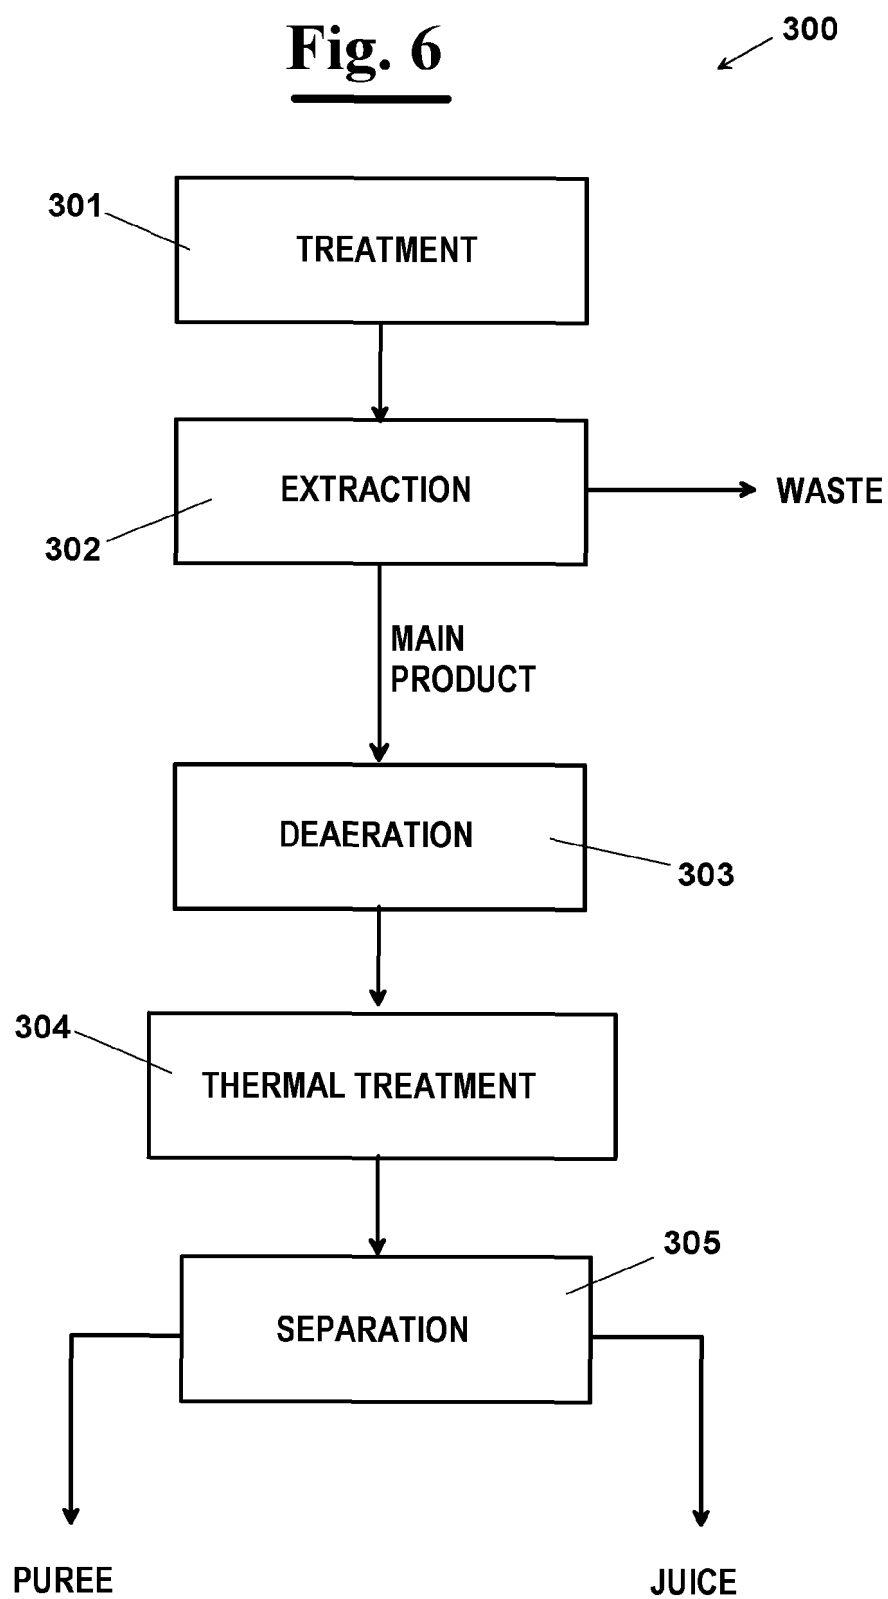 Fig. 6
300
301
TREATMENT
EXTRACTION
WASTE
302
MAIN
PRODUCT
DEAERATION
303
304
THERMAL TREATMENT
305
SEPARATION
PUREE
JUICE